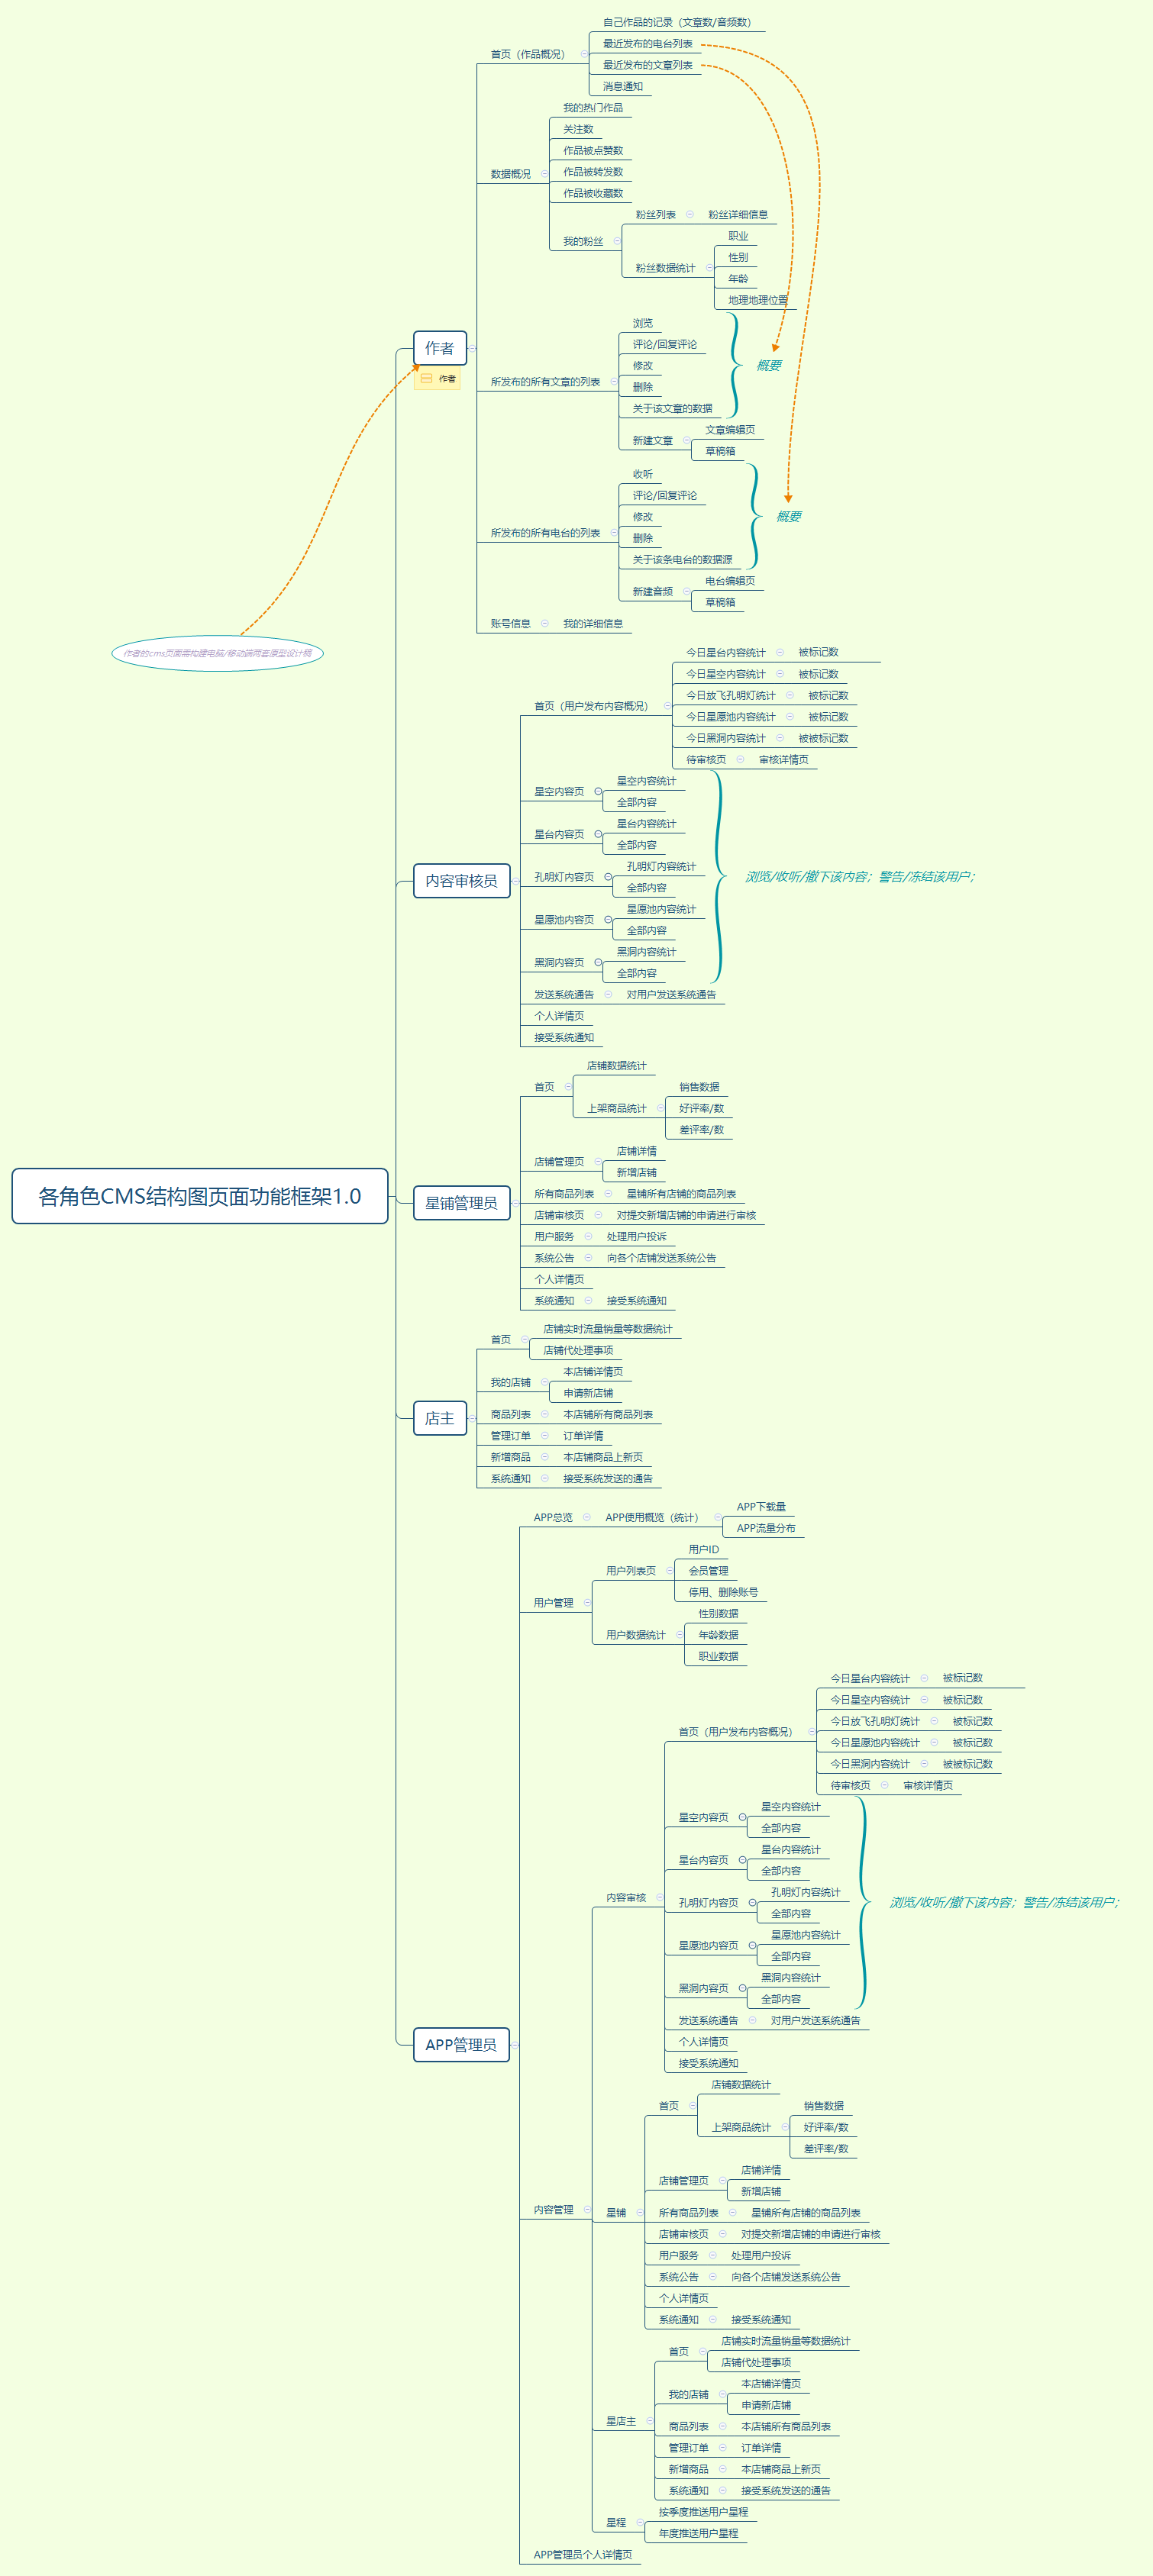 各角色CMS结构图页面功能框架1.0
作者
作者
作者的cms页面需构建电脑/移动端两套原型设计稿
首页（作品概况）
自己作品的记录（文章数/音频数）
最近发布的电台列表
最近发布的文章列表
消息通知
数据概况
我的热门作品
关注数
作品被点赞数
作品被转发数
作品被收藏数
我的粉丝
粉丝列表
粉丝详细信息
粉丝数据统计
职业
性别
年龄
地理地理位置
所发布的所有文章的列表
浏览
评论/回复评论
修改
删除
关于该文章的数据
概要
新建文章
文章编辑页
草稿箱
所发布的所有电台的列表
收听
评论/回复评论
修改
删除
关于该条电台的数据源
概要
新建音频
电台编辑页
草稿箱
账号信息
我的详细信息
内容审核员
首页（用户发布内容概况）
今日星台内容统计
被标记数
今日星空内容统计
被标记数
今日放飞孔明灯统计
被标记数
今日星愿池内容统计
被标记数
今日黑洞内容统计
被被标记数
待审核页
审核详情页
星空内容页
星空内容统计
全部内容
星台内容页
星台内容统计
全部内容
孔明灯内容页
孔明灯内容统计
全部内容
星愿池内容页
星愿池内容统计
全部内容
黑洞内容页
黑洞内容统计
全部内容
浏览/收听/撤下该内容；警告/冻结该用户；
发送系统通告
对用户发送系统通告
个人详情页
接受系统通知
星铺管理员
首页
店铺数据统计
上架商品统计
销售数据
好评率/数
差评率/数
店铺管理页
店铺详情
新增店铺
所有商品列表
星铺所有店铺的商品列表
店铺审核页
对提交新增店铺的申请进行审核
用户服务
处理用户投诉
系统公告
向各个店铺发送系统公告
个人详情页
系统通知
接受系统通知
店主
首页
店铺实时流量销量等数据统计
店铺代处理事项
我的店铺
本店铺详情页
申请新店铺
商品列表
本店铺所有商品列表
管理订单
订单详情
新增商品
本店铺商品上新页
系统通知
接受系统发送的通告
APP管理员
APP总览
APP使用概览（统计）
APP下载量
APP流量分布
用户管理
用户列表页
用户ID
会员管理
停用、删除账号
用户数据统计
性别数据
年龄数据
职业数据
内容管理
内容审核
首页（用户发布内容概况）
今日星台内容统计
被标记数
今日星空内容统计
被标记数
今日放飞孔明灯统计
被标记数
今日星愿池内容统计
被标记数
今日黑洞内容统计
被被标记数
待审核页
审核详情页
星空内容页
星空内容统计
全部内容
星台内容页
星台内容统计
全部内容
孔明灯内容页
孔明灯内容统计
全部内容
星愿池内容页
星愿池内容统计
全部内容
黑洞内容页
黑洞内容统计
全部内容
浏览/收听/撤下该内容；警告/冻结该用户；
发送系统通告
对用户发送系统通告
个人详情页
接受系统通知
星铺
首页
店铺数据统计
上架商品统计
销售数据
好评率/数
差评率/数
店铺管理页
店铺详情
新增店铺
所有商品列表
星铺所有店铺的商品列表
店铺审核页
对提交新增店铺的申请进行审核
用户服务
处理用户投诉
系统公告
向各个店铺发送系统公告
个人详情页
系统通知
接受系统通知
星店主
首页
店铺实时流量销量等数据统计
店铺代处理事项
我的店铺
本店铺详情页
申请新店铺
商品列表
本店铺所有商品列表
管理订单
订单详情
新增商品
本店铺商品上新页
系统通知
接受系统发送的通告
星程
按季度推送用户星程
年度推送用户星程
APP管理员个人详情页